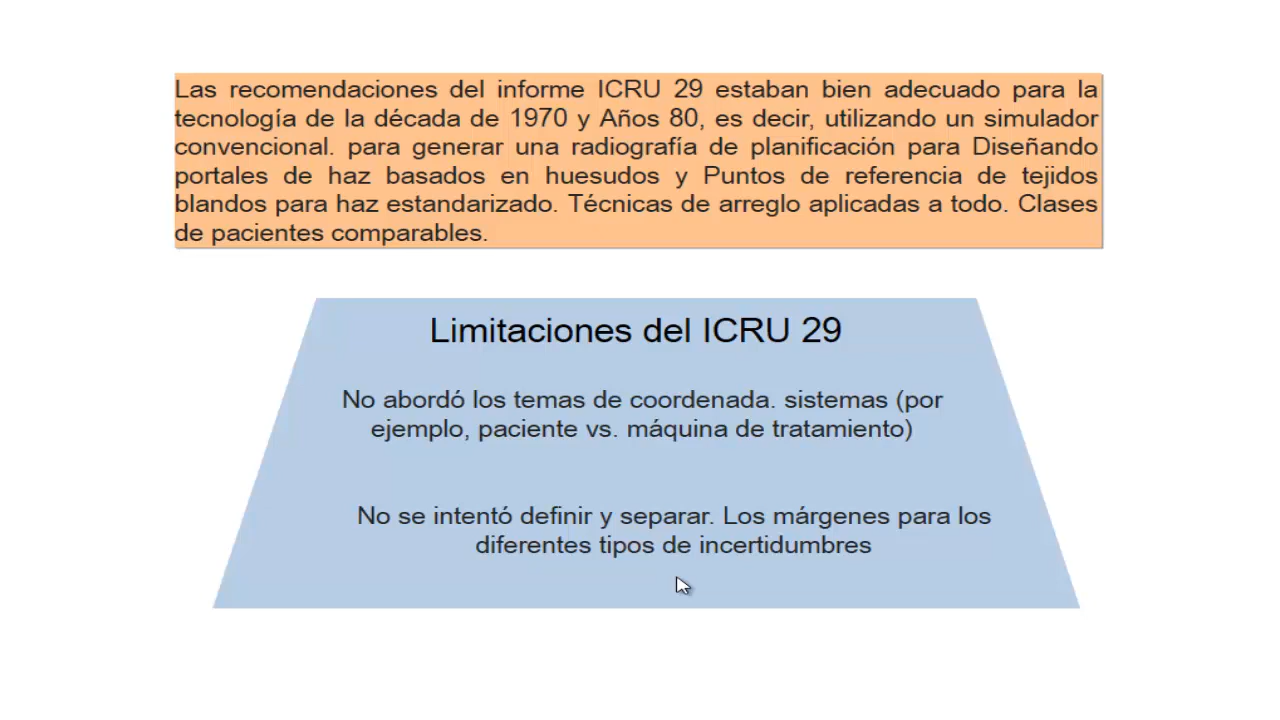 Las recomendaciones del informe ICRU 29 estaban bien adecuado para la
tecnología de la década de 1970 y Años 80, es decir, utilizando un simulador
convencional. para generar una radiografía de planificación para Diseñando
portales de haz basados en huesudos y Puntos de referencia de tejidos
blandos para haz estandarizado. Técnicas de arreglo aplicadas a todo. Clases
de pacientes comparables.
Limitaciones del ICRU 29
No abordó los temas de coordenada. sistemas (por
ejemplo, paciente vs. máquina de tratamiento)
No se intentó definir y separar. Los márgenes para los
diferentes tipos de incertidumbres